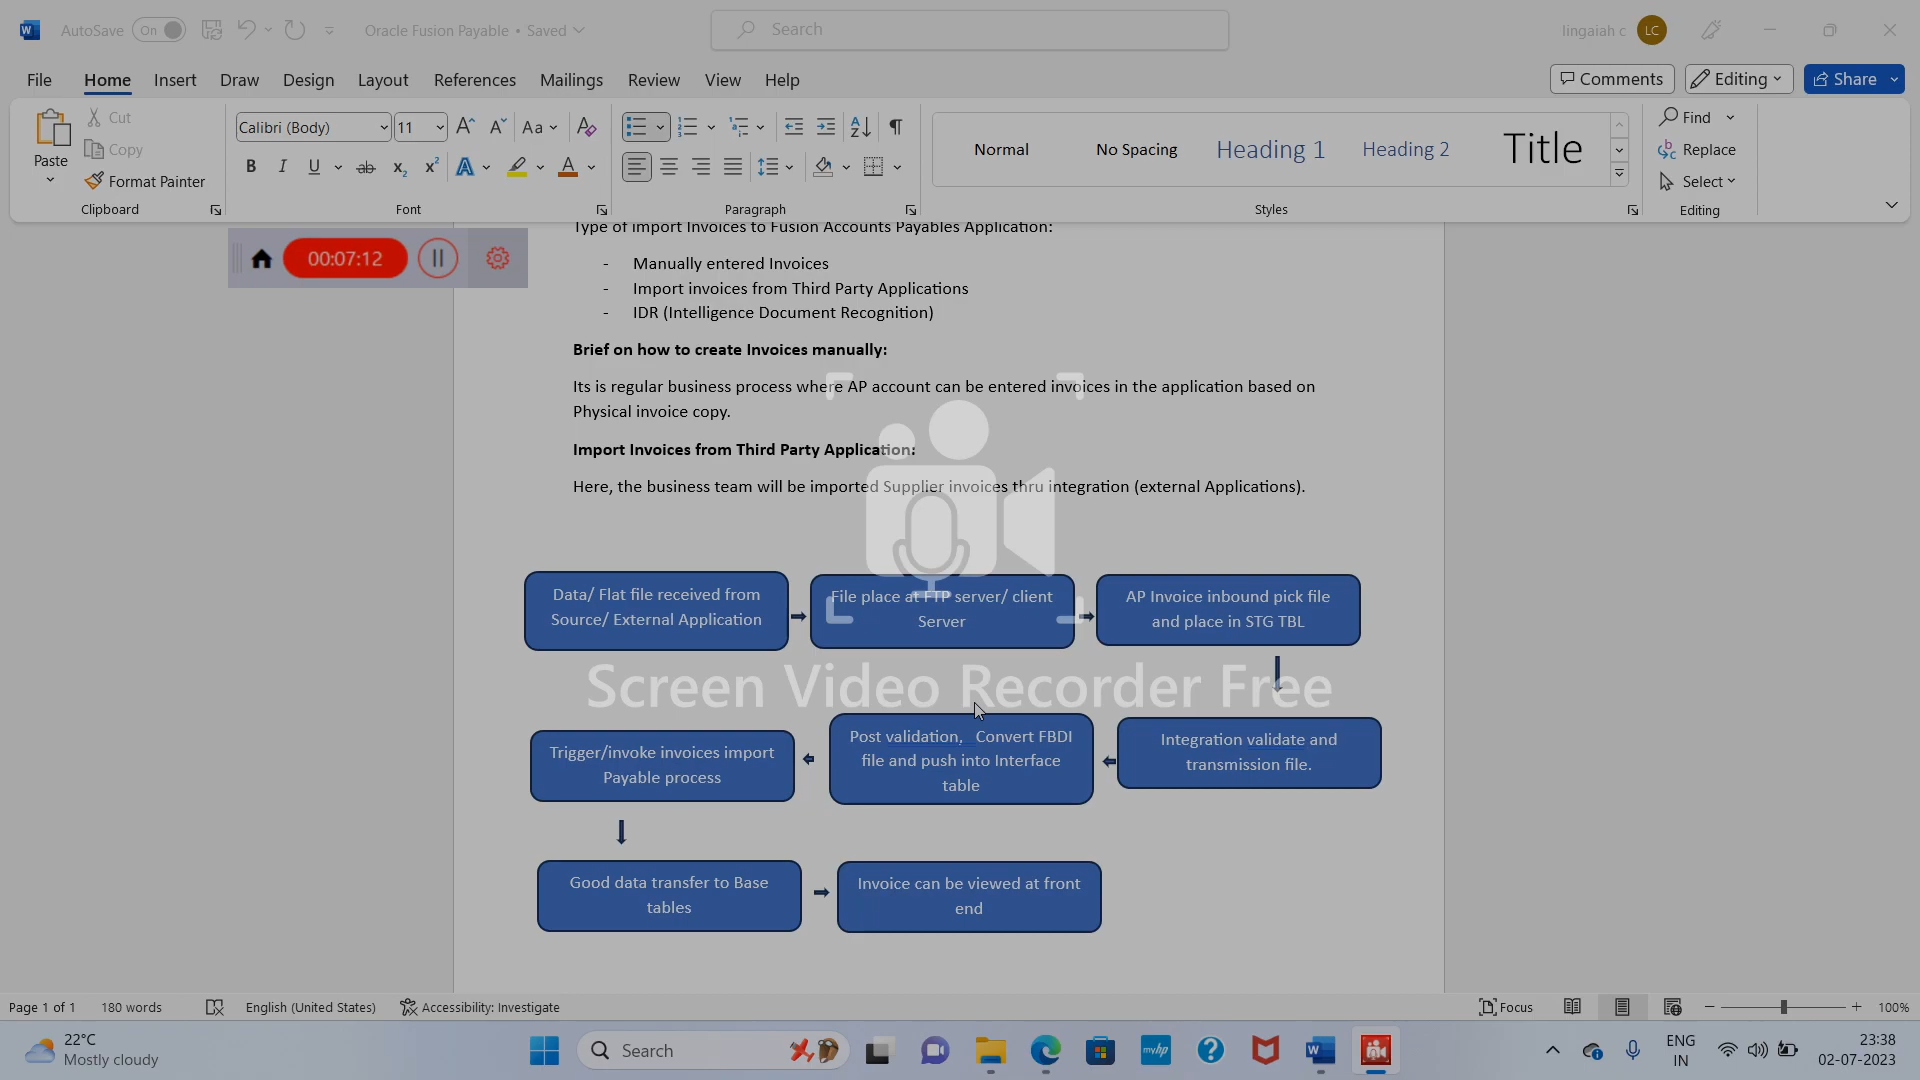 AutoSave On Oracle Fusion Payable • Saved Search lingaiah c LC
File Home Insert Draw Design Layout References Mailings Review View Help Comments Editing Share
Paste Cut Copy Format Painter
Clipboard
Calibri (Body) 11 Aa
B I U ab x₂ x² A A
Font
Paragraph
Normal No Spacing Heading 1 Heading 2 Title
Styles
Find
Replace
Select
Editing
00:07:12
Type of import Invoices to Fusion Accounts Payables Application:
- Manually entered Invoices
- Import invoices from Third Party Applications
- IDR (Intelligence Document Recognition)
Brief on how to create Invoices manually:
Its is regular business process where AP account can be entered invoices in the application based on
Physical invoice copy.
Import Invoices from Third Party Application:
Here, the business team will be imported Supplier invoices thru integration (external Applications).
Data/ Flat file received from
Source/ External Application
File place at FTP server/ client
Server
AP Invoice inbound pick file
and place in STG TBL
Screen Video Recorder Free
Integration validate and
transmission file.
Post validation, Convert FBDI
file and push into Interface
table
Trigger/invoke invoices import
Payable process
Good data transfer to Base
tables
Invoice can be viewed at front
end
Page 1 of 1 180 words English (United States) Accessibility: Investigate Focus 100%
22°C
Mostly cloudy
Search
myhp
ENG
IN
23:38
02-07-2023